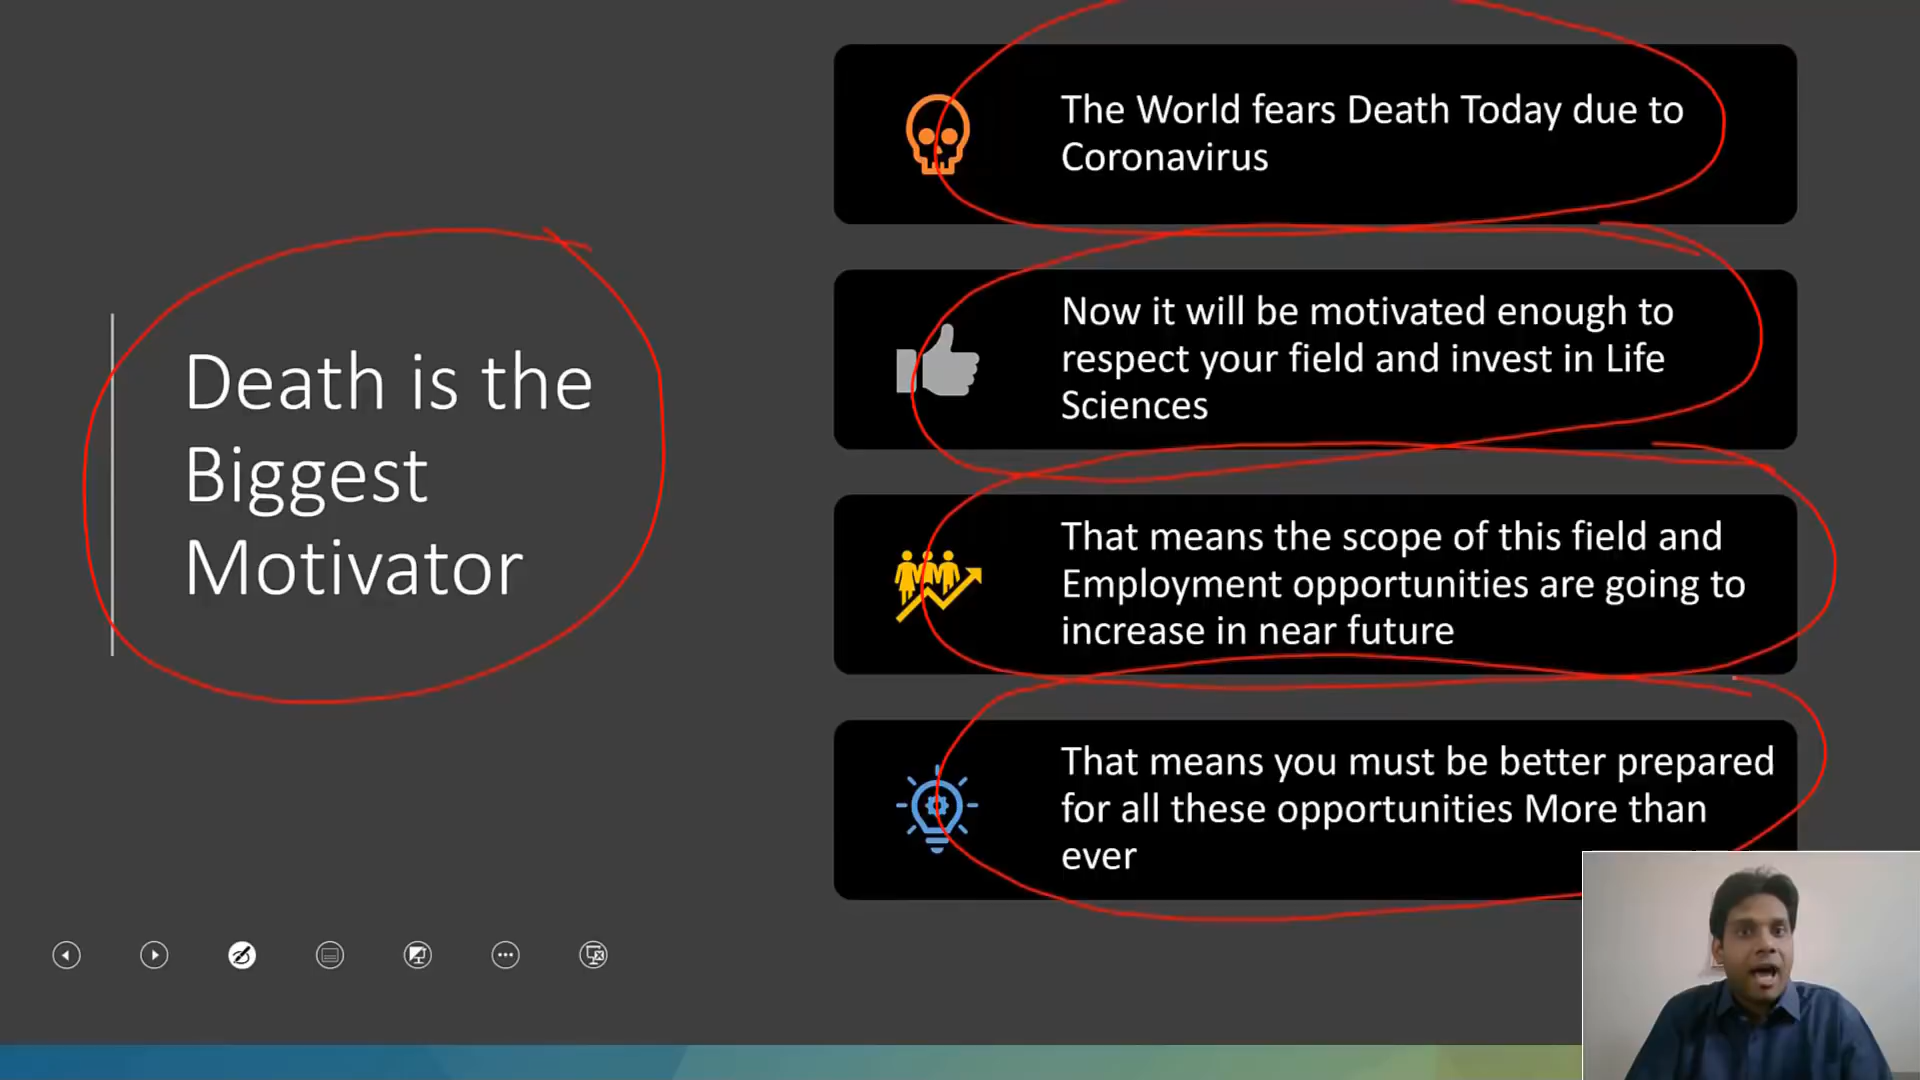 Death is the
Biggest
Motivator
The World fears Death Today due to
Coronavirus
Now it will be motivated enough to
respect your field and invest in Life
Sciences
That means the scope of this field and
Employment opportunities are going to
increase in near future
That means you must be better prepared
for all these opportunities More than
ever